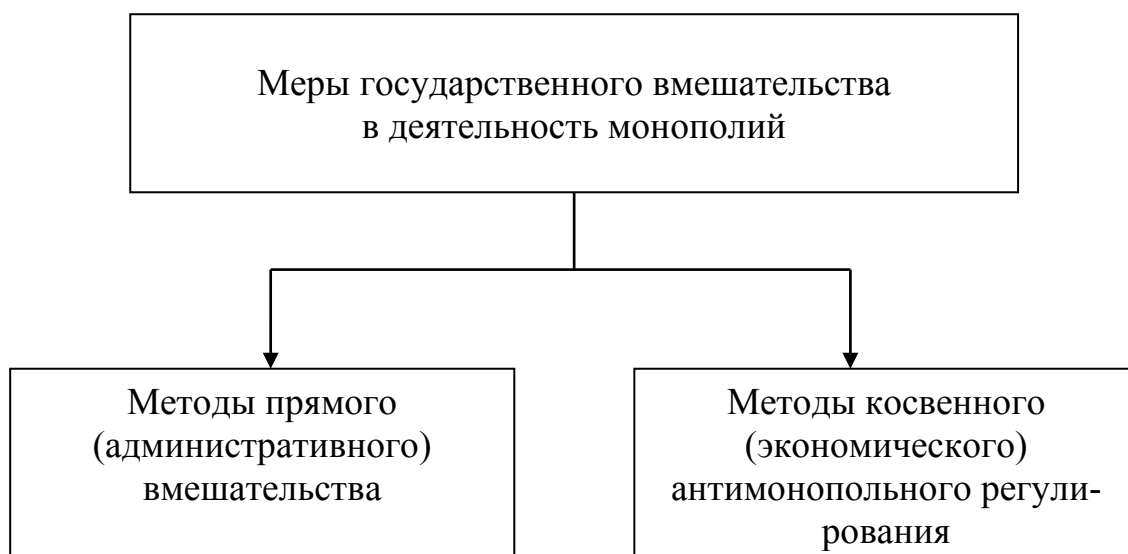 Меры государственного вмешательства
в деятельность монополий
Методы прямого
(административного)
вмешательства
Методы косвенного
(экономического)
антимонопольного регули-
рования